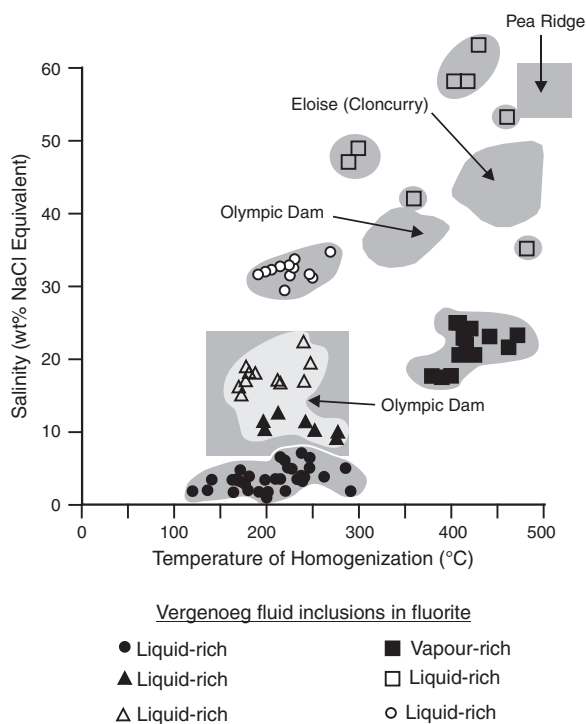 Pea Ridge
Eloise (Cloncurry)
Olympic Dam
Olympic Dam
Salinity (wt% NaCl Equivalent)
60
50
40
30
20
10
0
0
100
200
300
400
500
Temperature of Homogenization (°C)
Vergenoeg fluid inclusions in fluorite
Liquid-rich
Vapour-rich
Liquid-rich
Liquid-rich
Liquid-rich
Liquid-rich